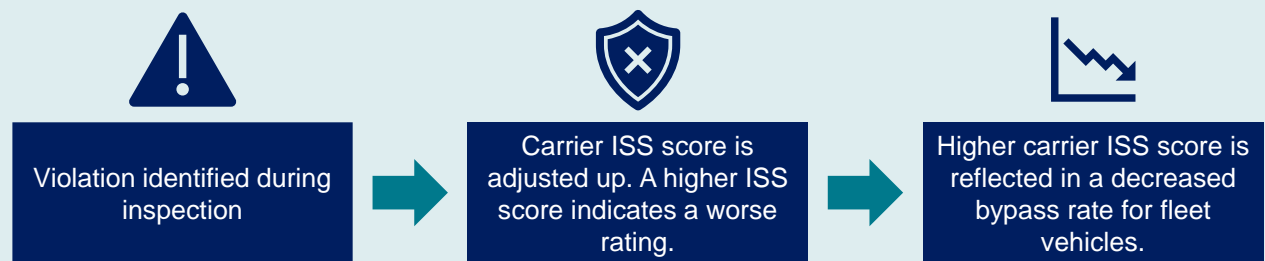 Violation identified during
inspection
Carrier ISS score is
adjusted up. A higher ISS
score indicates a worse
rating.
Higher carrier ISS score is
reflected in a decreased
bypass rate for fleet
vehicles.